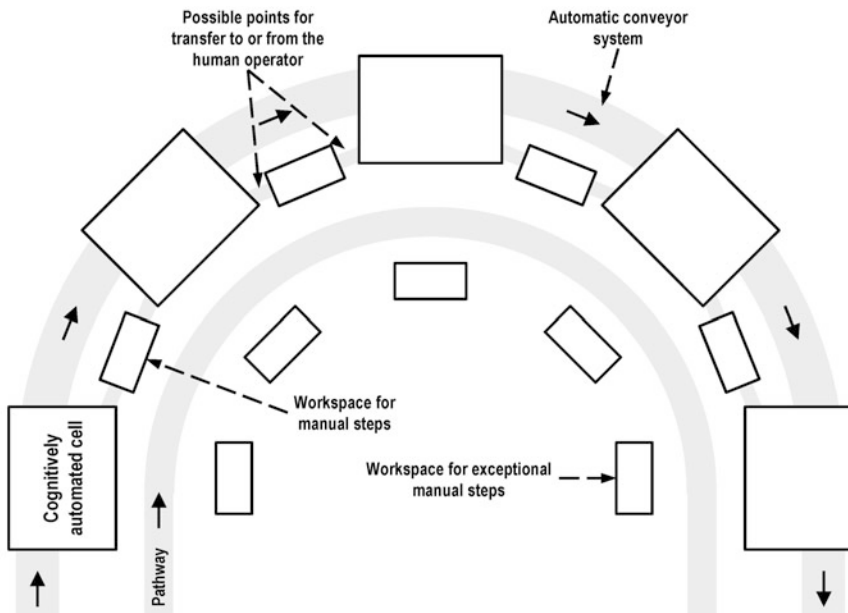 Possible points for
transfer to or from the
human operator
Automatic conveyor
system
Workspace for
manual steps
Workspace for exceptional
manual steps
Cognitively
automated cell
Pathway